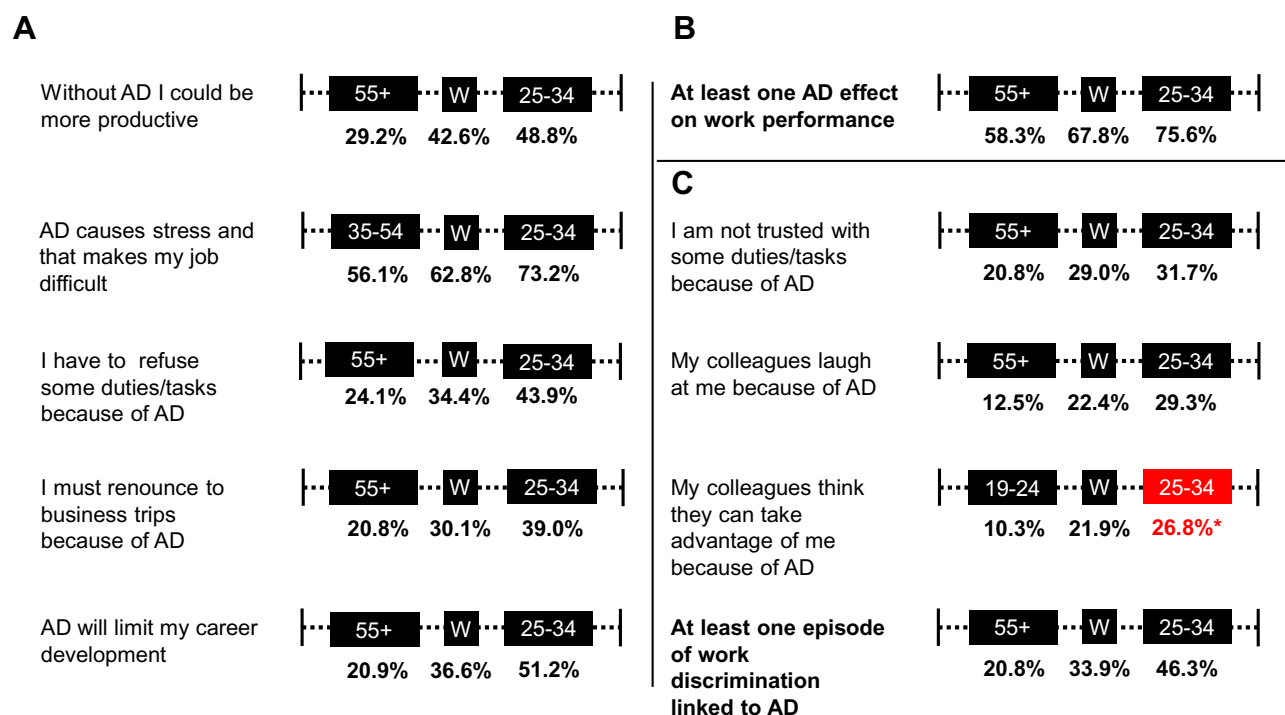 A
Without AD I could be
more productive
55+ W 25-34
29.2% 42.6% 48.8%
AD causes stress and
that makes my job
difficult
35-54 W 25-34
56.1% 62.8% 73.2%
I have to refuse
some duties/tasks
because of AD
55+ W 25-34
24.1% 34.4% 43.9%
I must renounce to
business trips
because of AD
55+ W 25-34
20.8% 30.1% 39.0%
AD will limit my career
development
55+ W 25-34
20.9% 36.6% 51.2%
B
At least one AD effect
on work performance
55+ W 25-34
58.3% 67.8% 75.6%
C
I am not trusted with
some duties/tasks
because of AD
55+ W 25-34
20.8% 29.0% 31.7%
My colleagues laugh
at me because of AD
55+ W 25-34
12.5% 22.4% 29.3%
My colleagues think
they can take
advantage of me
because of AD
19-24 W 25-34
10.3% 21.9% 26.8%*
At least one episode
of work
discrimination
linked to AD
55+ W 25-34
20.8% 33.9% 46.3%